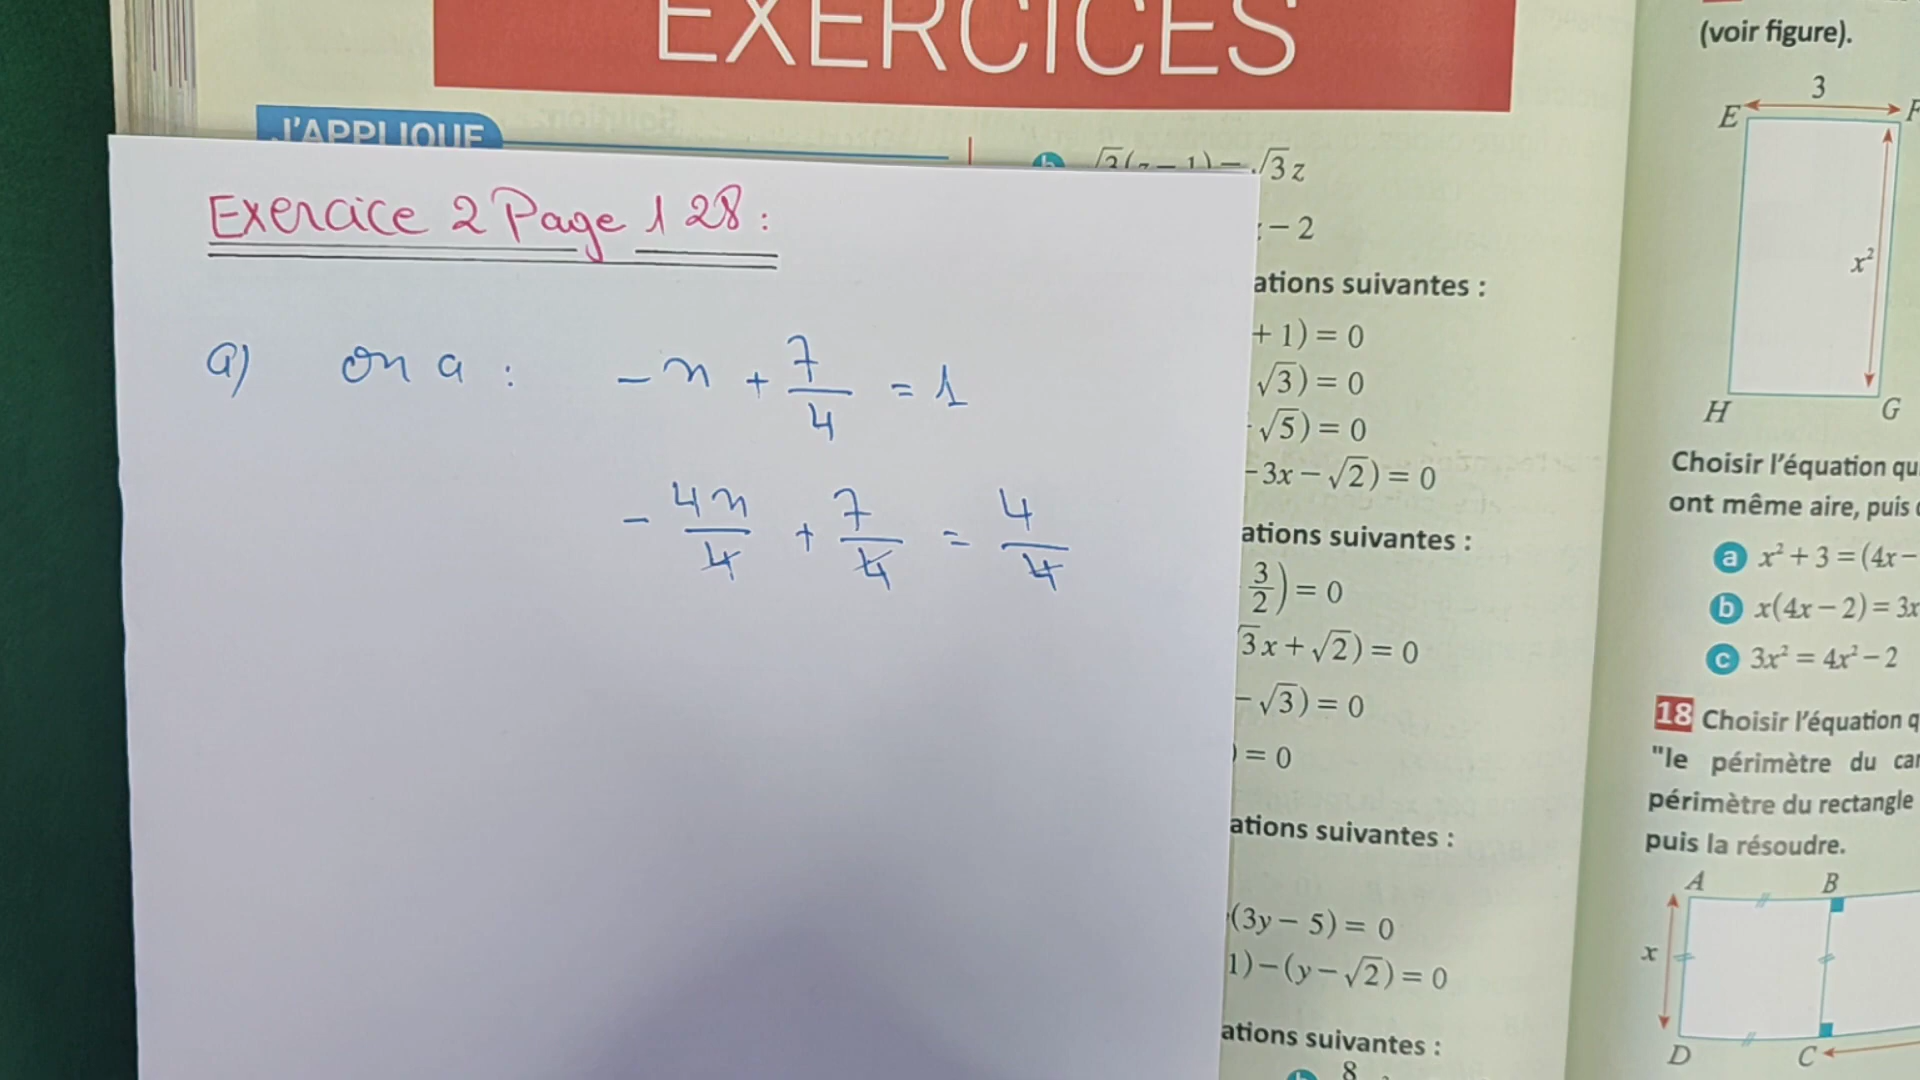 EXERCICES
J'APPLIQUE
Exercice 2 Page 128 :
a) on a : -x + 7/4 = 1
-4x/4 + 7/4 = 4/4
b √3z
- 2
ations suivantes :
+ 1) = 0
√3) = 0
√5) = 0
-3x - √2) = 0
ations suivantes :
3/2) = 0
√3x + √2) = 0
- √3) = 0
) = 0
ations suivantes :
(3y - 5) = 0
1) - (y - √2) = 0
ations suivantes :
8
(voir figure).
3
E F
x²
H G
Choisir l'équation
ont même aire, puis
a x² + 3 = (4x -
b x(4x - 2) = 3x
c 3x² = 4x² - 2
18 Choisir l'équation
"le périmètre du
périmètre du rectangle
puis la résoudre.
A B
x
D C